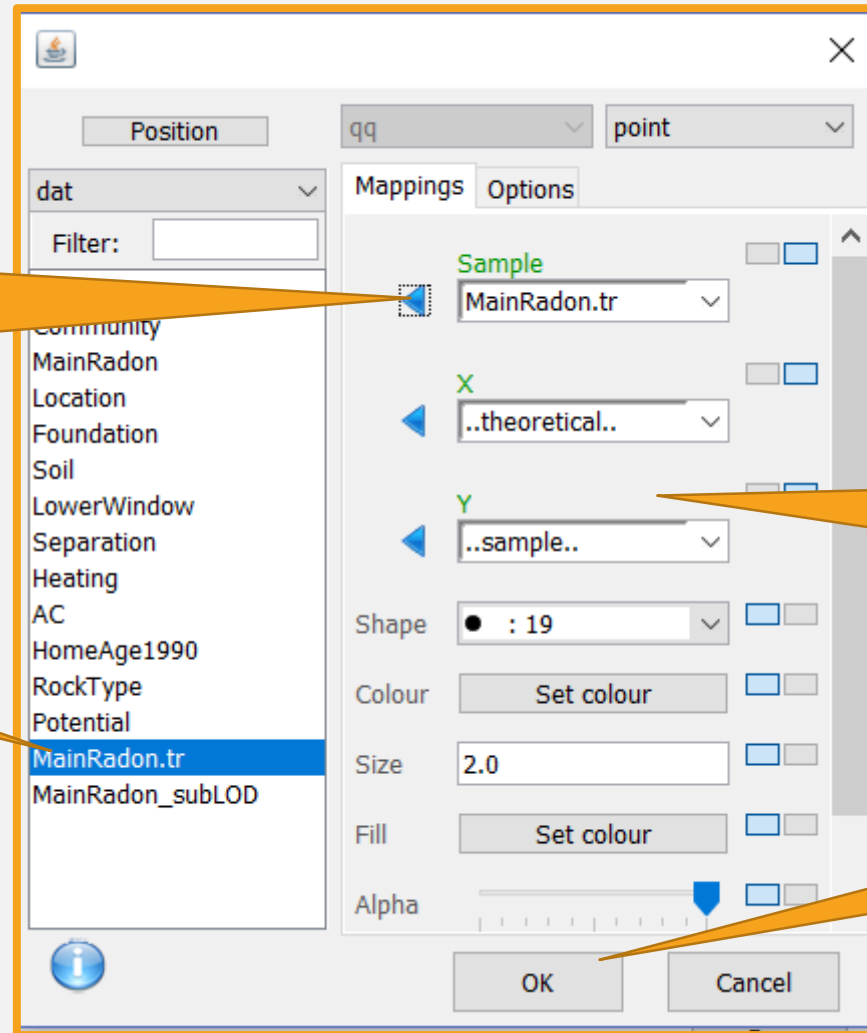 Position
qq
point
dat
Mappings
Options
Filter:
Community
MainRadon
Location
Foundation
Soil
LowerWindow
Separation
Heating
AC
HomeAge1990
RockType
Potential
MainRadon.tr
MainRadon_subLOD
Sample
MainRadon.tr
X
..theoretical..
Y
..sample..
Shape
: 19
Colour
Set colour
Size
2.0
Fill
Set colour
Alpha
OK
Cancel